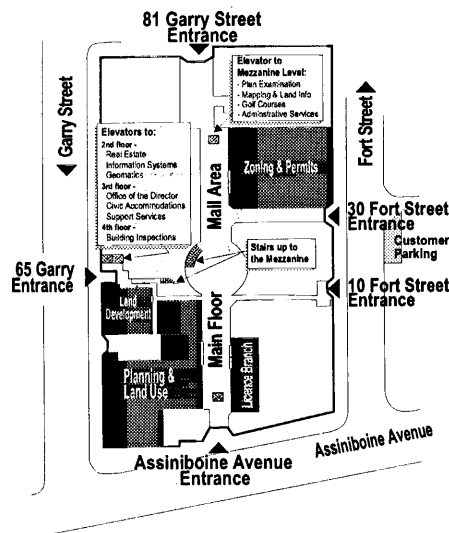 81 Garry Street
Entrance
Elevator to
Mezzanine Level:
- Plan Examination
- Mapping & Land Info
- Golf Courses
- Adminstrative Services
Garry Street
Fort Street
Elevators to:
2nd floor -
Real Estate
Information Systems
Geomatics
3rd floor -
Office of the Director
Civic Accommodations
Support Services
4th floor -
Building Inspections
Mall Area
Zoning & Permits
30 Fort Street
Entrance
Customer
Parking
Stairs up to
the Mezzanine
65 Garry
Entrance
10 Fort Street
Entrance
Land
Development
Main Floor
Planning &
Land Use
Licence Branch
Assiniboine Avenue
Entrance
Assiniboine Avenue